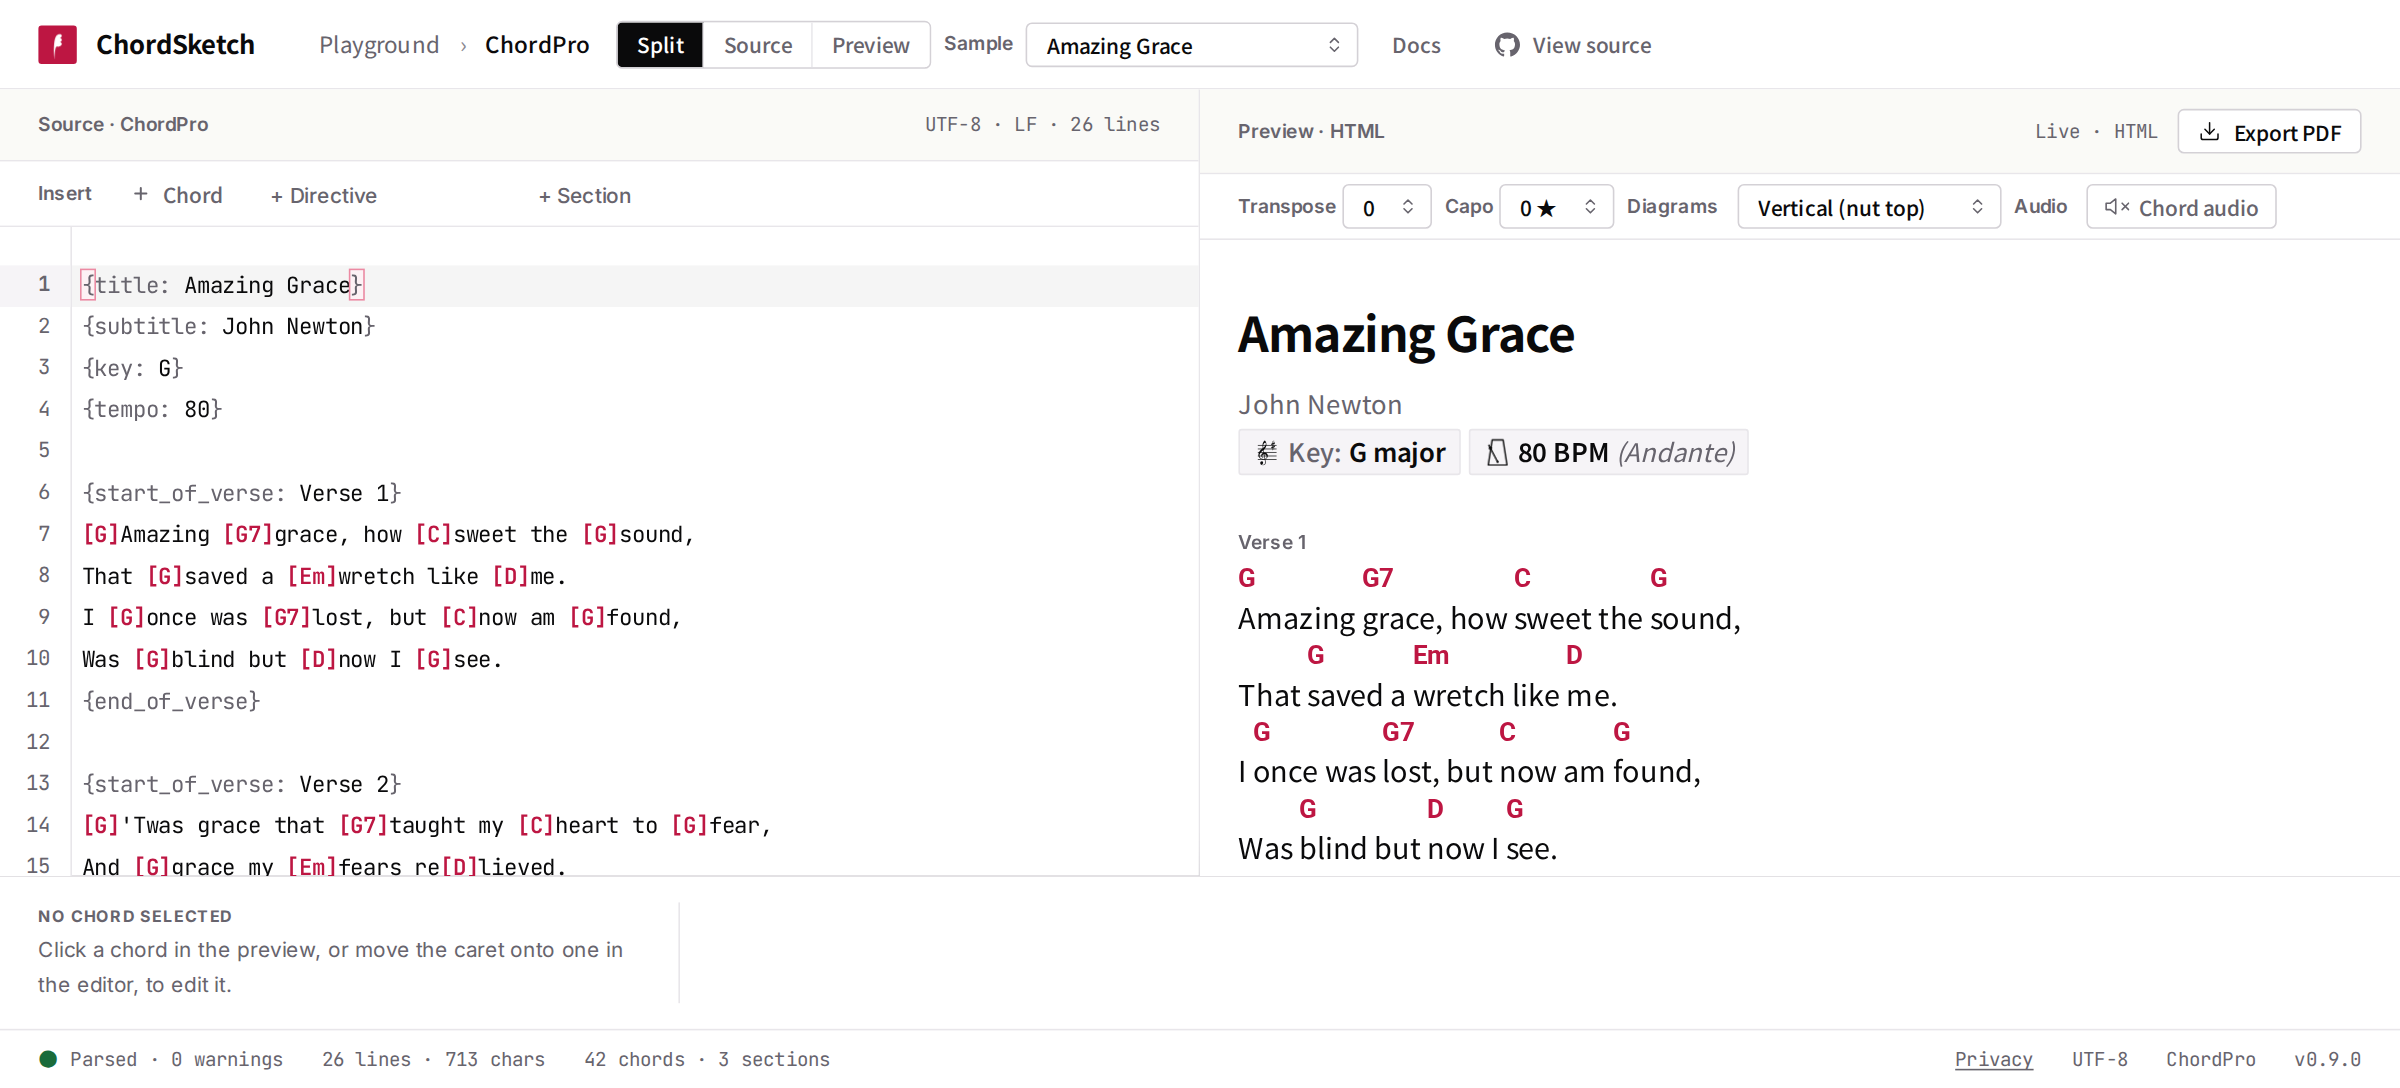 ChordSketch Playground › ChordPro Split Source Preview Sample Amazing Grace Docs View source
Source · ChordPro UTF-8 · LF · 26 lines
Insert + Chord + Directive + Section
1 {title: Amazing Grace}
2 {subtitle: John Newton}
3 {key: G}
4 {tempo: 80}
5
6 {start_of_verse: Verse 1}
7 [G]Amazing [G7]grace, how [C]sweet the [G]sound,
8 That [G]saved a [Em]wretch like [D]me.
9 I [G]once was [G7]lost, but [C]now am [G]found,
10 Was [G]blind but [D]now I [G]see.
11 {end_of_verse}
12
13 {start_of_verse: Verse 2}
14 [G]'Twas grace that [G7]taught my [C]heart to [G]fear,
15 And [G]grace my [Em]fears re[D]lieved.
Preview · HTML Live · HTML Export PDF
Transpose 0 Capo 0 ★ Diagrams Vertical (nut top) Audio Chord audio
Amazing Grace
John Newton
Key: G major 80 BPM (Andante)
Verse 1
G G7 C G
Amazing grace, how sweet the sound,
G Em D
That saved a wretch like me.
G G7 C G
I once was lost, but now am found,
G D G
Was blind but now I see.
NO CHORD SELECTED
Click a chord in the preview, or move the caret onto one in
the editor, to edit it.
Parsed · 0 warnings 26 lines · 713 chars 42 chords · 3 sections Privacy UTF-8 ChordPro v0.9.0